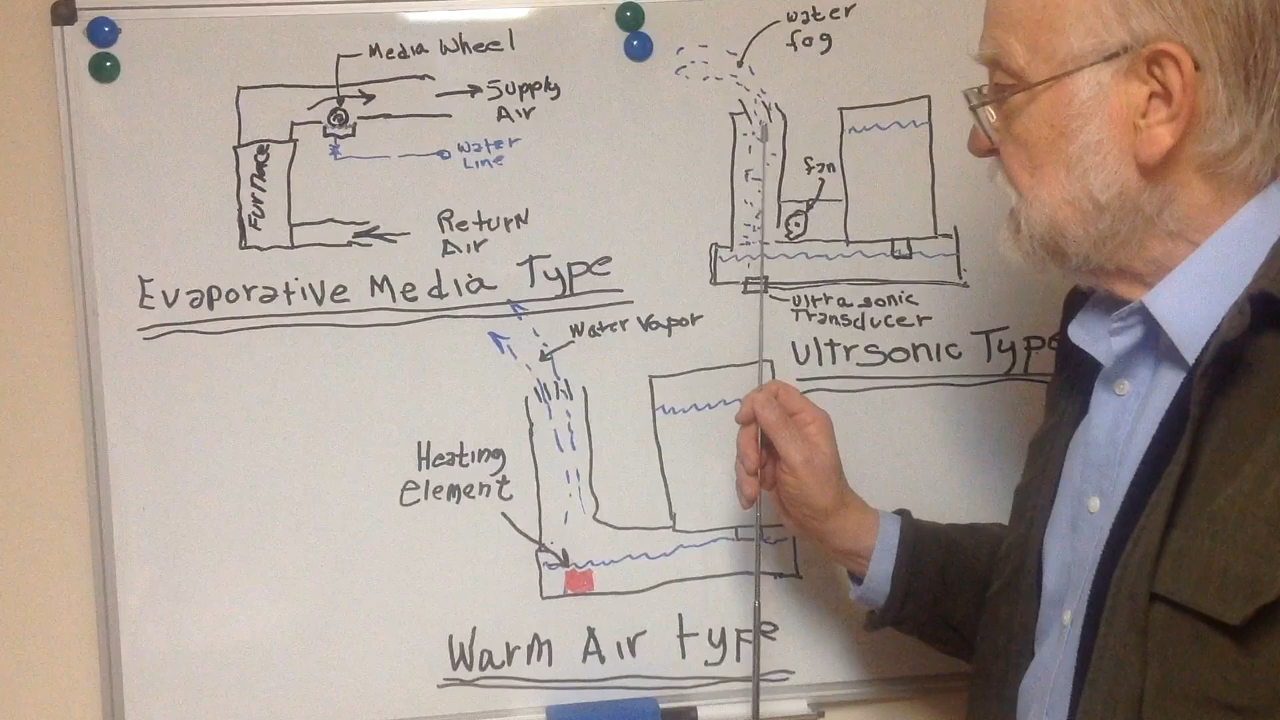 Media Wheel
Supply
Air
Water
Line
Furnace
Return
Air
Evaporative Media Type
water
fog
fan
ultrasonic
Transducer
Ultrsonic Type
Water Vapor
Heating
Element
Warm Air type